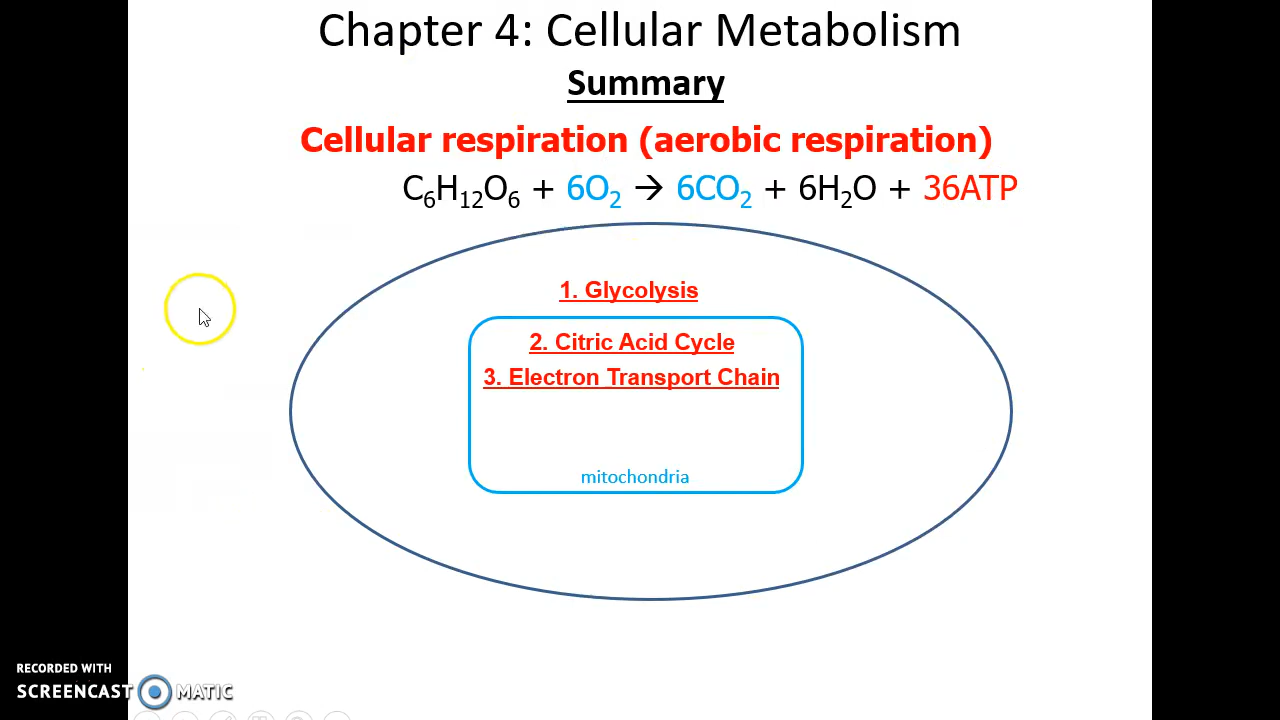 Chapter 4: Cellular Metabolism
Summary
Cellular respiration (aerobic respiration)
C₆H₁₂O₆ + 6O₂ → 6CO₂ + 6H₂O + 36ATP
1. Glycolysis
2. Citric Acid Cycle
3. Electron Transport Chain
mitochondria
RECORDED WITH
SCREENCAST MATIC